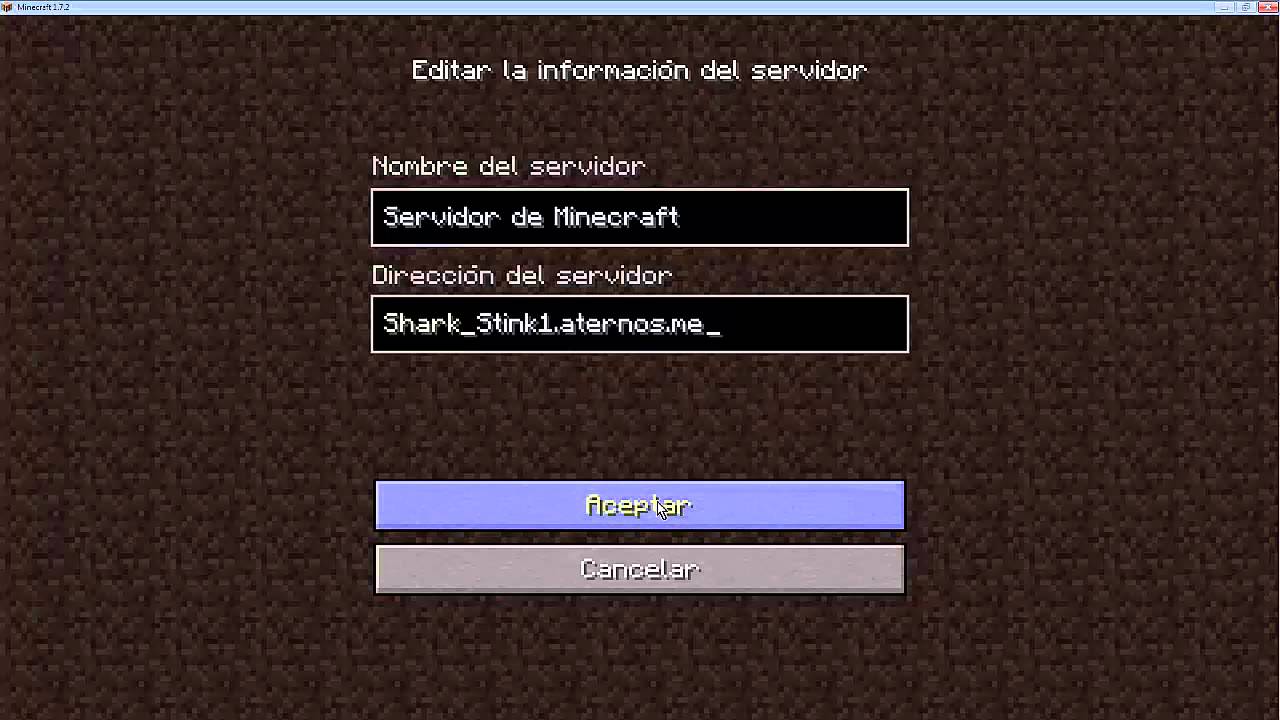 Minecraft 1.7.2
Editar la información del servidor
Nombre del servidor
Servidor de Minecraft
Dirección del servidor
Shark_Stink1.aternos.me_
Aceptar
Cancelar